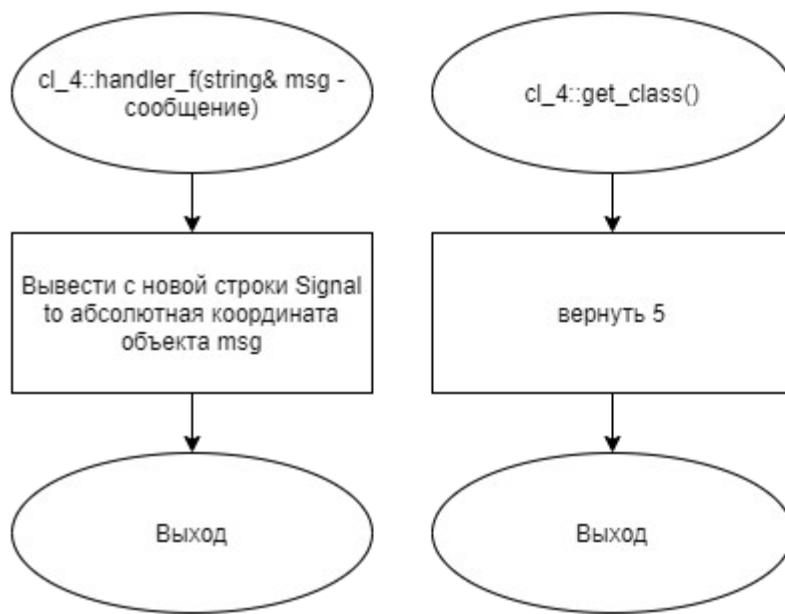 cl_4::handler_f(string& msg -
сообщение)
Вывести с новой строки Signal
to абсолютная координата
объекта msg
Выход
cl_4::get_class()
вернуть 5
Выход